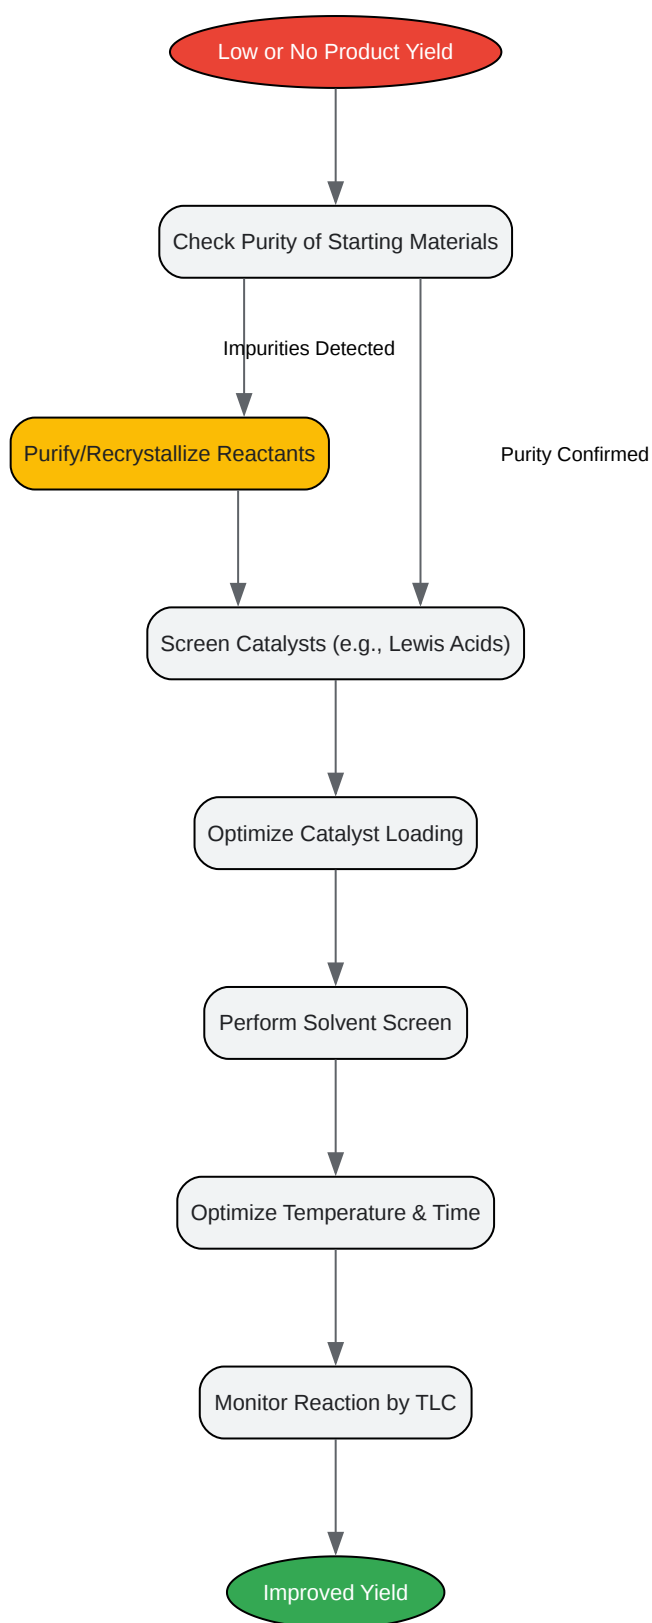 Low or No Product Yield
Check Purity of Starting Materials
Impurities Detected
Purify/Recrystallize Reactants
Purity Confirmed
Screen Catalysts (e.g., Lewis Acids)
Optimize Catalyst Loading
Perform Solvent Screen
Optimize Temperature & Time
Monitor Reaction by TLC
Improved Yield